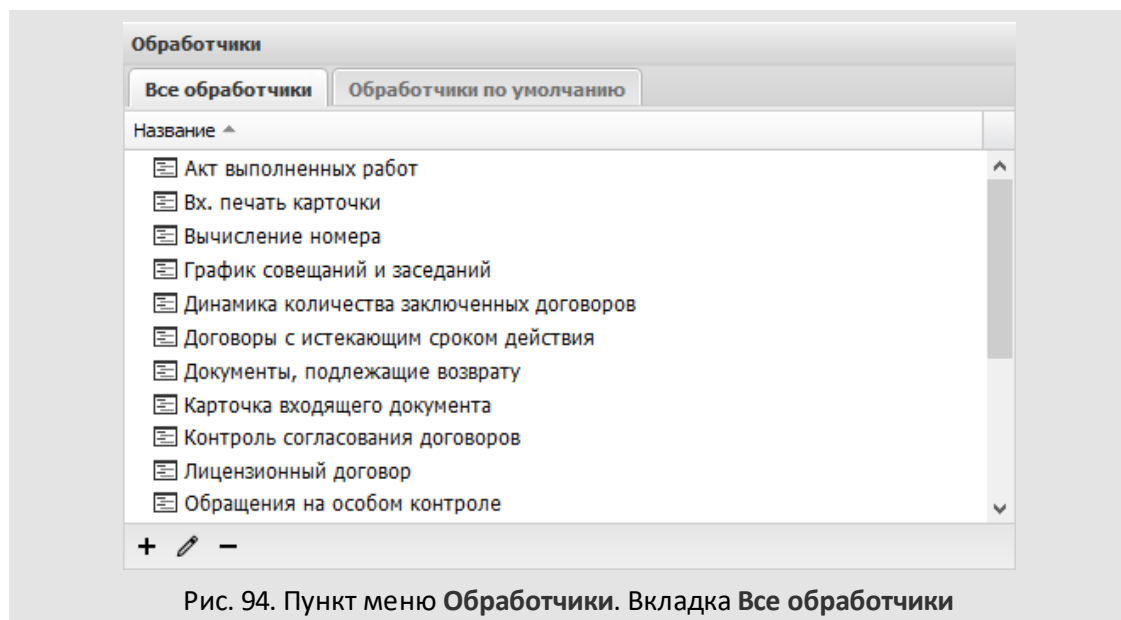 Обработчики
Все обработчики Обработчики по умолчанию
Название
Акт выполненных работ
Вх. печать карточки
Вычисление номера
График совещаний и заседаний
Динамика количества заключенных договоров
Договоры с истекающим сроком действия
Документы, подлежащие возврату
Карточка входящего документа
Контроль согласования договоров
Лицензионный договор
Обращения на особом контроле
Рис. 94. Пункт меню Обработчики. Вкладка Все обработчики